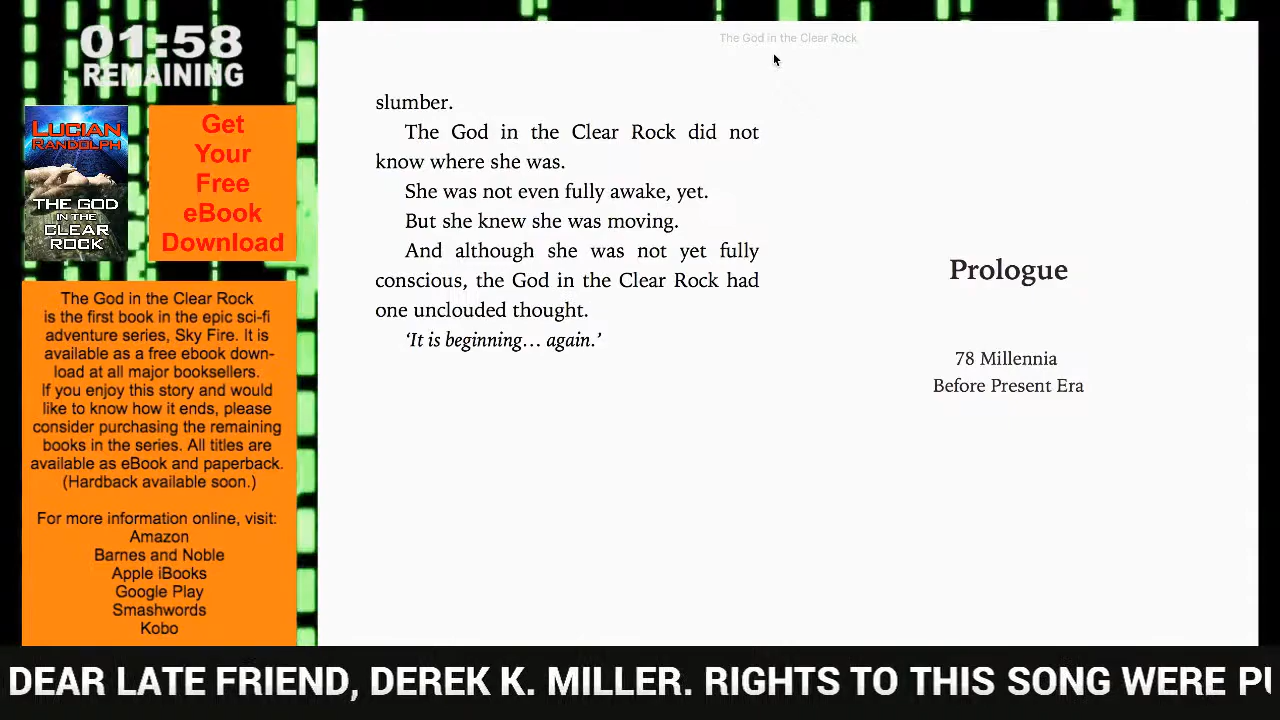 01:58
REMAINING
LUCIAN
RANDOLPH
THE GOD
IN THE
CLEAR
ROCK
Get
Your
Free
eBook
Download
The God in the Clear Rock
is the first book in the epic sci-fi
adventure series, Sky Fire. It is
available as a free ebook down-
load at all major booksellers.
If you enjoy this story and would
like to know how it ends, please
consider purchasing the remaining
books in the series. All titles are
available as eBook and paperback.
(Hardback available soon.)
For more information online, visit:
Amazon
Barnes and Noble
Apple iBooks
Google Play
Smashwords
Kobo
The God in the Clear Rock
slumber.
The God in the Clear Rock did not
know where she was.
She was not even fully awake, yet.
But she knew she was moving.
And although she was not yet fully
conscious, the God in the Clear Rock had
one unclouded thought.
‘It is beginning… again.’
Prologue
78 Millennia
Before Present Era
DEAR LATE FRIEND, DEREK K. MILLER. RIGHTS TO THIS SONG WERE